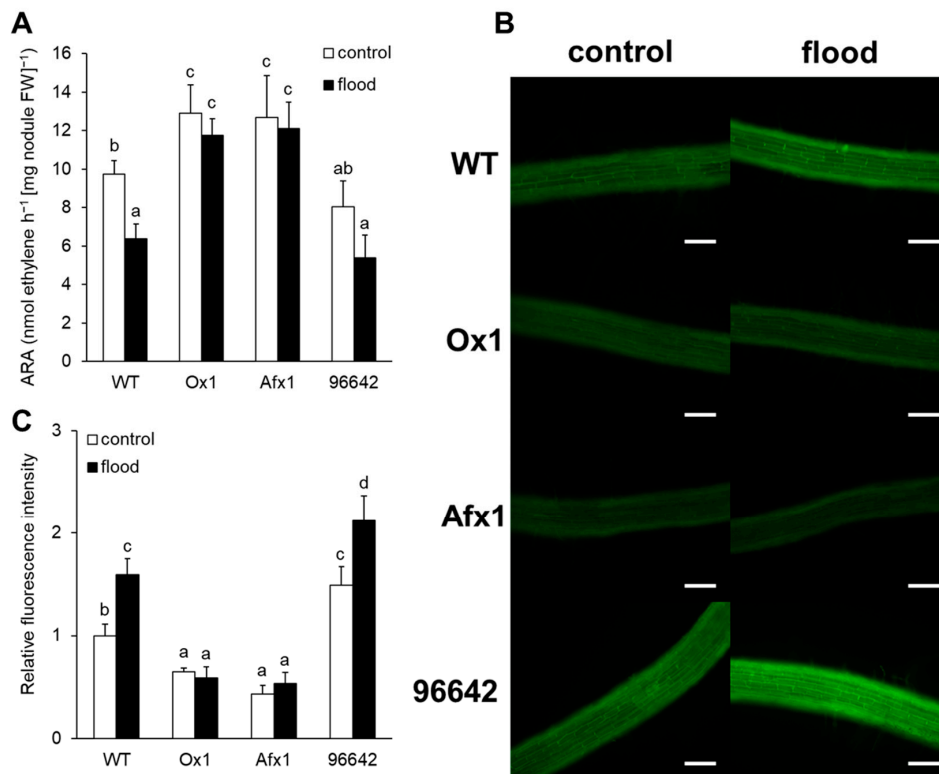 A
ARA (nmol ethylene h⁻¹ [mg nodule FW]⁻¹)
16
14
12
10
8
6
4
2
0
control
flood
b
a
c
c
c
c
ab
a
WT
Ox1
Afx1
96642
B
control
flood
WT
Ox1
Afx1
96642
C
Relative fluorescence intensity
3
2
1
0
control
flood
b
c
a
a
a
a
c
d
WT
Ox1
Afx1
96642